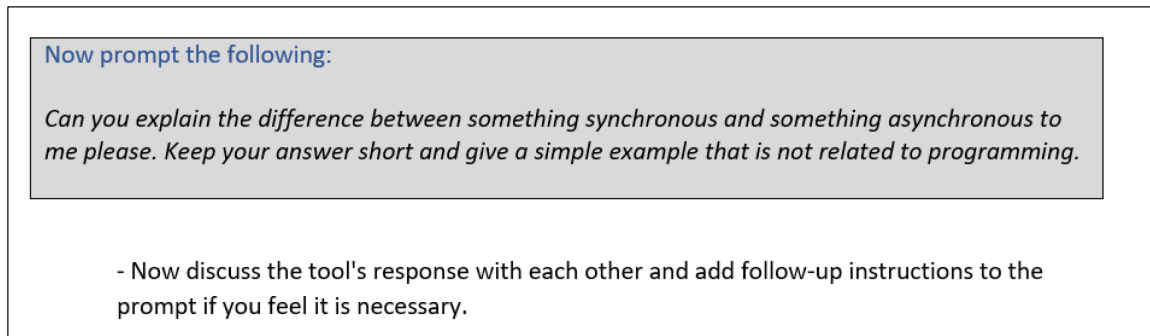 Now prompt the following:
Can you explain the difference between something synchronous and something asynchronous to
me please. Keep your answer short and give a simple example that is not related to programming.
- Now discuss the tool's response with each other and add follow-up instructions to the
prompt if you feel it is necessary.